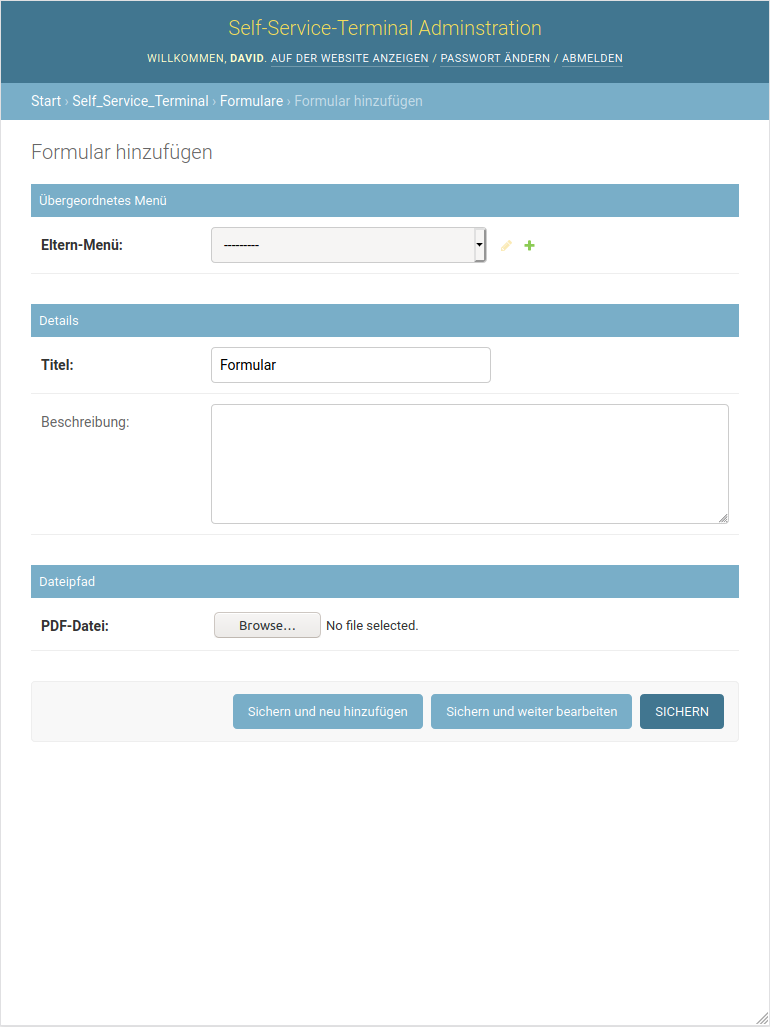 Self-Service-Terminal Adminstration
WILLKOMMEN, DAVID. AUF DER WEBSITE ANZEIGEN / PASSWORT ÄNDERN / ABMELDEN
Start › Self_Service_Terminal › Formulare › Formular hinzufügen
Formular hinzufügen
Übergeordnetes Menü
Eltern-Menü: ---------
Details
Titel: Formular
Beschreibung:
Dateipfad
PDF-Datei: Browse... No file selected.
Sichern und neu hinzufügen Sichern und weiter bearbeiten SICHERN